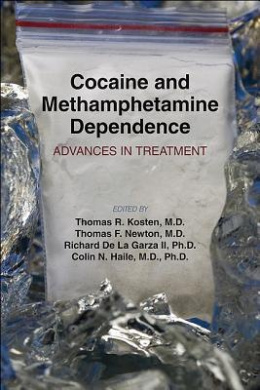 Cocaine and
Methamphetamine
Dependence
ADVANCES IN TREATMENT
EDITED BY
Thomas R. Kosten, M.D.
Thomas F. Newton, M.D.
Richard De La Garza II, Ph.D.
Colin N. Haile, M.D., Ph.D.